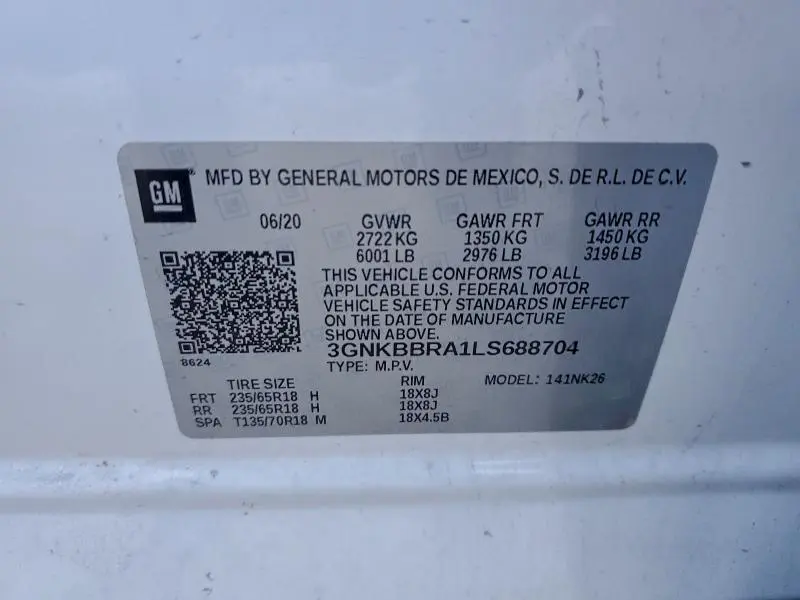 GM ® MFD BY GENERAL MOTORS DE MEXICO, S. DE R.L. DE C.V.
06/20 GVWR GAWR FRT GAWR RR
2722 KG 1350 KG 1450 KG
6001 LB 2976 LB 3196 LB
THIS VEHICLE CONFORMS TO ALL
APPLICABLE U.S. FEDERAL MOTOR
VEHICLE SAFETY STANDARDS IN EFFECT
ON THE DATE OF MANUFACTURE
SHOWN ABOVE.
3GNKBBRA1LS688704
8624
TYPE: M.P.V.
TIRE SIZE RIM MODEL: 141NK26
FRT 235/65R18 H 18X8J
RR 235/65R18 H 18X8J
SPA T135/70R18 M 18X4.5B